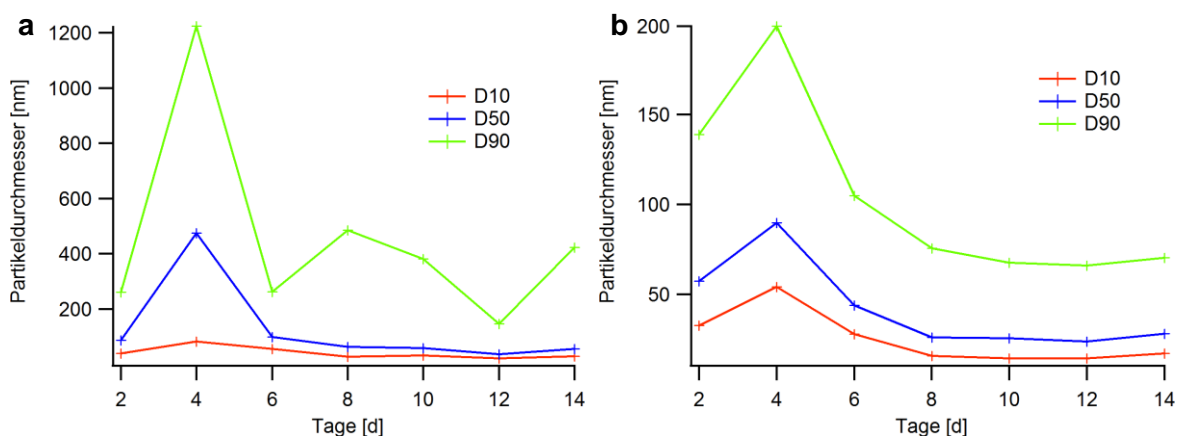 a
1200
1000
800
600
400
200
Partikeldurchmesser [nm]
D10
D50
D90
2 4 6 8 10 12 14
Tage [d]
b
200
150
100
50
Partikeldurchmesser [nm]
D10
D50
D90
2 4 6 8 10 12 14
Tage [d]